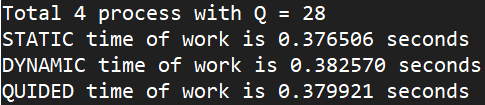 Total 4 process with Q = 28
STATIC time of work is 0.376506 seconds
DYNAMIC time of work is 0.382570 seconds
QUIDED time of work is 0.379921 seconds